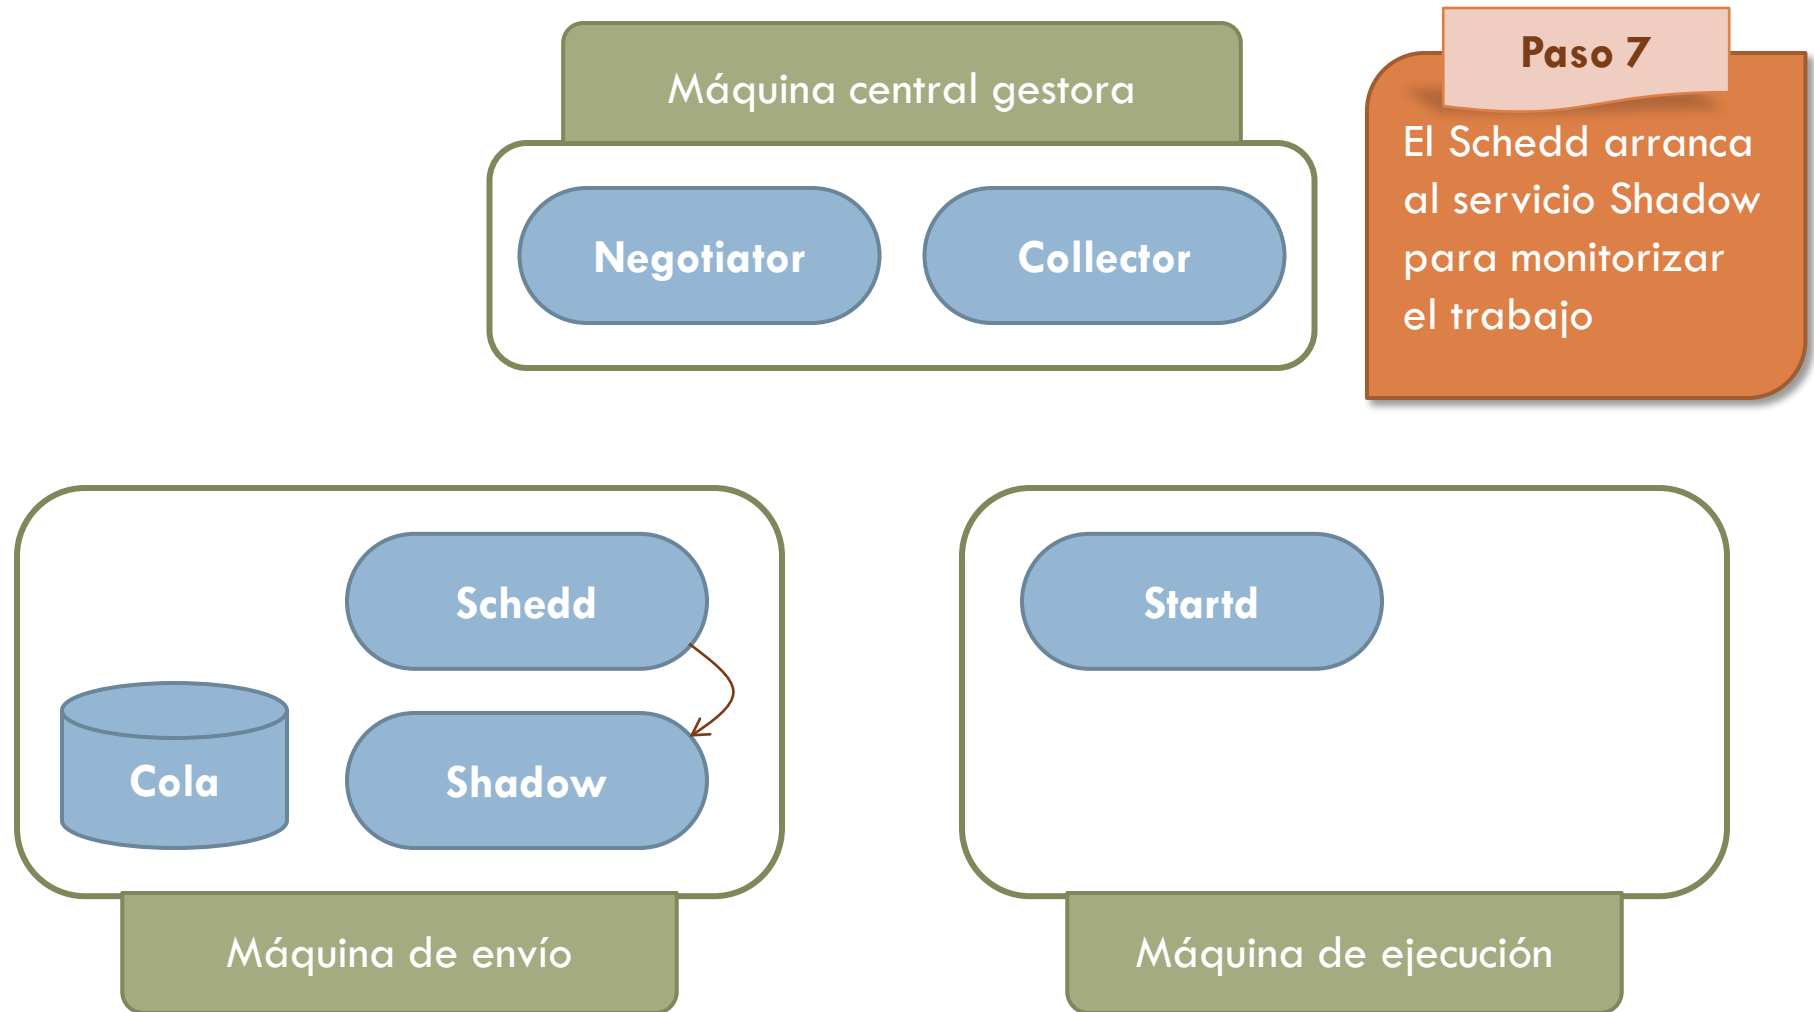 Máquina central gestora
Negotiator
Collector
Paso 7
El Schedd arranca
al servicio Shadow
para monitorizar
el trabajo
Schedd
Cola
Shadow
Máquina de envío
Startd
Máquina de ejecución